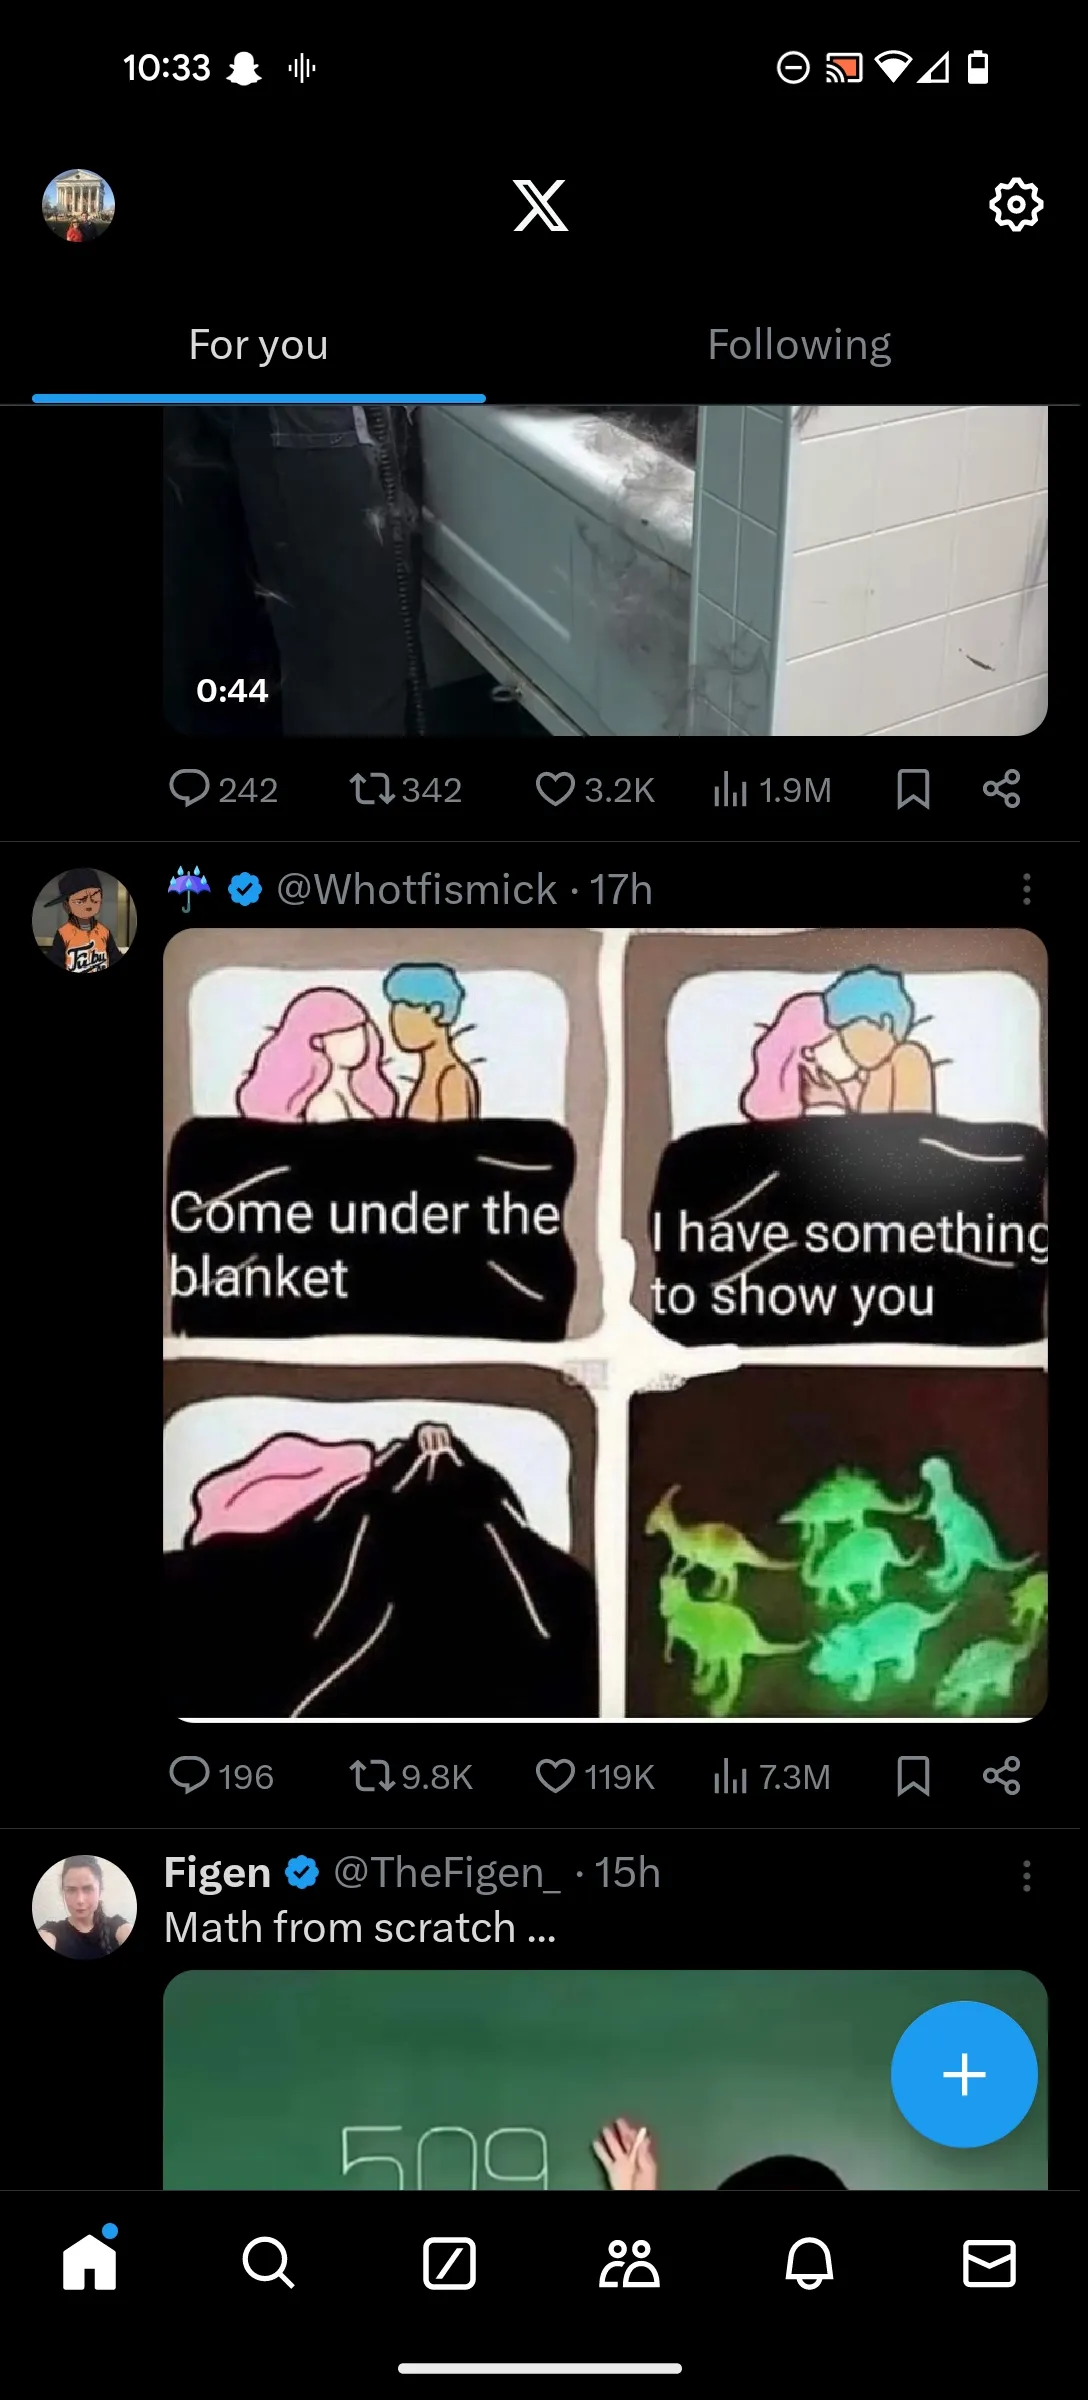 10:33
For you
Following
0:44
242
342
3.2K
1.9M
@Whotfismick · 17h
Come under the
blanket
I have something
to show you
196
9.8K
119K
7.3M
Figen @TheFigen_ · 15h
Math from scratch ...
509